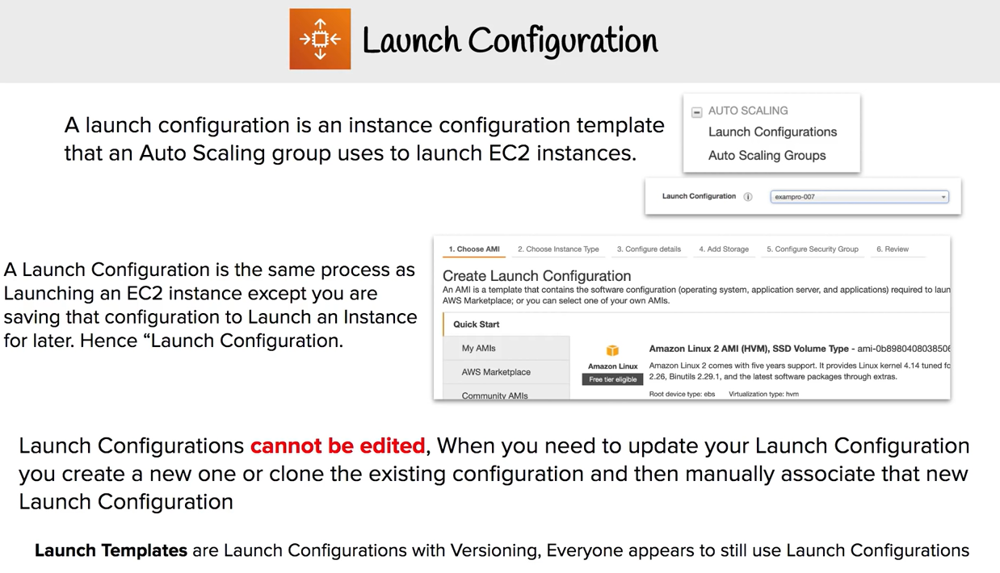 Launch Configuration
A launch configuration is an instance configuration template
that an Auto Scaling group uses to launch EC2 instances.
AUTO SCALING
Launch Configurations
Auto Scaling Groups
Launch Configuration i exampro-007
A Launch Configuration is the same process as
Launching an EC2 instance except you are
saving that configuration to Launch an Instance
for later. Hence “Launch Configuration.
1. Choose AMI 2. Choose Instance Type 3. Configure details 4. Add Storage 5. Configure Security Group 6. Review
Create Launch Configuration
An AMI is a template that contains the software configuration (operating system, application server, and applications) required to laun
AWS Marketplace; or you can select one of your own AMIs.
Quick Start
My AMIs
AWS Marketplace
Community AMIs
Amazon Linux
Free tier eligible
Amazon Linux 2 AMI (HVM), SSD Volume Type - ami-0b8980408038506
Amazon Linux 2 comes with five years support. It provides Linux kernel 4.14 tuned fo
2.26, Binutils 2.29.1, and the latest software packages through extras.
Root device type: ebs Virtualization type: hvm
Launch Configurations cannot be edited, When you need to update your Launch Configuration
you create a new one or clone the existing configuration and then manually associate that new
Launch Configuration
Launch Templates are Launch Configurations with Versioning, Everyone appears to still use Launch Configurations